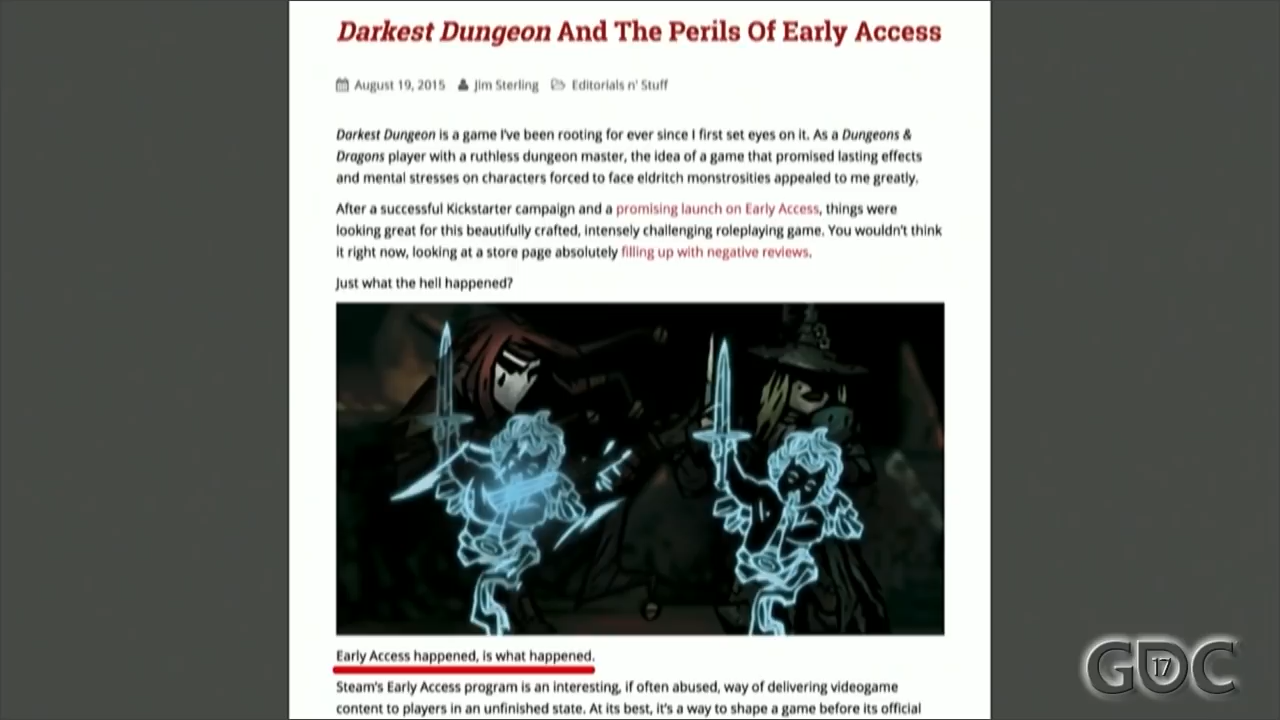 Darkest Dungeon And The Perils Of Early Access
August 19, 2015 Jim Sterling Editorials n' Stuff
Darkest Dungeon is a game I've been rooting for ever since I first set eyes on it. As a Dungeons &
Dragons player with a ruthless dungeon master, the idea of a game that promised lasting effects
and mental stresses on characters forced to face eldritch monstrosities appealed to me greatly.
After a successful Kickstarter campaign and a promising launch on Early Access, things were
looking great for this beautifully crafted, intensely challenging roleplaying game. You wouldn't think
it right now, looking at a store page absolutely filling up with negative reviews.
Just what the hell happened?
Early Access happened, is what happened.
Steam's Early Access program is an interesting, if often abused, way of delivering videogame
content to players in an unfinished state. At its best, it's a way to shape a game before its official
GDC 17